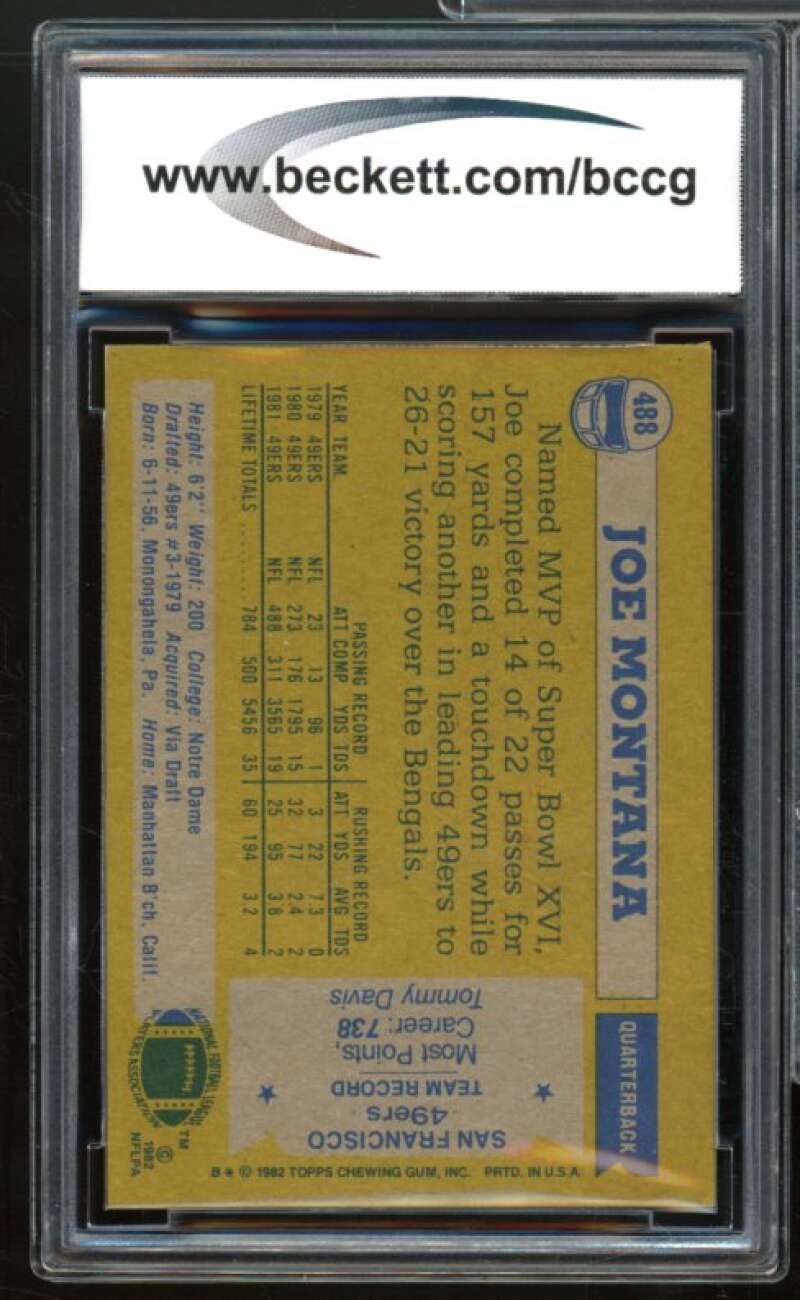 www.beckett.com/bccg
488
JOE MONTANA
QUARTERBACK
Named MVP of Super Bowl XVI,
Joe completed 14 of 22 passes for
157 yards and a touchdown while
scoring another in leading 49ers to
26-21 victory over the Bengals.
PASSING RECORD RUSHING RECORD
YEAR TEAM ATT COMP YDS TDS ATT YDS AVG TDS
1979 49ERS NFL 23 13 96 1 3 22 7.3 0
1980 49ERS NFL 273 176 1795 15 32 77 2.4 2
1981 49ERS NFL 488 311 3565 19 25 95 3.8 2
LIFETIME TOTALS ......... 784 500 5456 35 60 194 3.2 4
Height: 6'2" Weight: 200 College: Notre Dame
Drafted: 49ers #3-1979 Acquired: Via Draft
Born: 6-11-56, Monongahela, Pa. Home: Manhattan B'ch, Calif.
SAN FRANCISCO
49ers
TEAM RECORD
Most Points,
Career: 738
Tommy Davis
NATIONAL FOOTBALL LEAGUE
PLAYERS ASSOCIATION
TM
© 1982
NFLPA
B * © 1982 TOPPS CHEWING GUM, INC. PRTD. IN U.S.A.